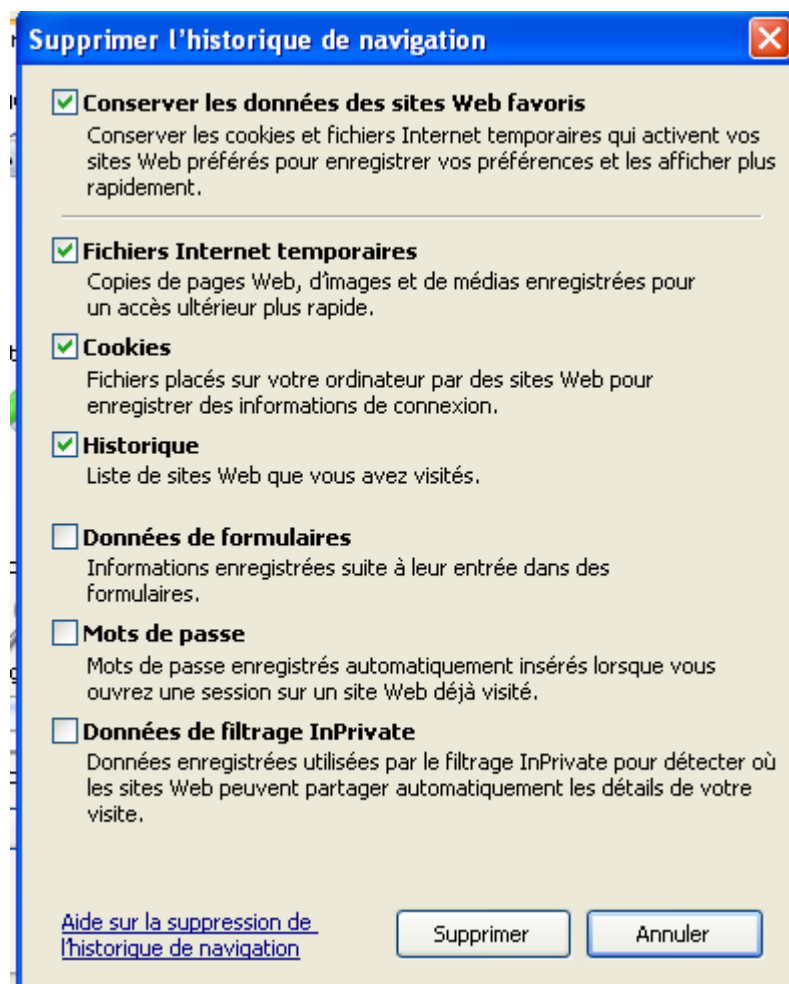 Supprimer l'historique de navigation
Conserver les données des sites Web favoris
Conserver les cookies et fichiers Internet temporaires qui activent vos
sites Web préférés pour enregistrer vos préférences et les afficher plus
rapidement.
Fichiers Internet temporaires
Copies de pages Web, d'images et de médias enregistrées pour
un accès ultérieur plus rapide.
Cookies
Fichiers placés sur votre ordinateur par des sites Web pour
enregistrer des informations de connexion.
Historique
Liste de sites Web que vous avez visités.
Données de formulaires
Informations enregistrées suite à leur entrée dans des
formulaires.
Mots de passe
Mots de passe enregistrés automatiquement insérés lorsque vous
ouvrez une session sur un site Web déjà visité.
Données de filtrage InPrivate
Données enregistrées utilisées par le filtrage InPrivate pour détecter où
les sites Web peuvent partager automatiquement les détails de votre
visite.
Aide sur la suppression de
l'historique de navigation
Supprimer
Annuler